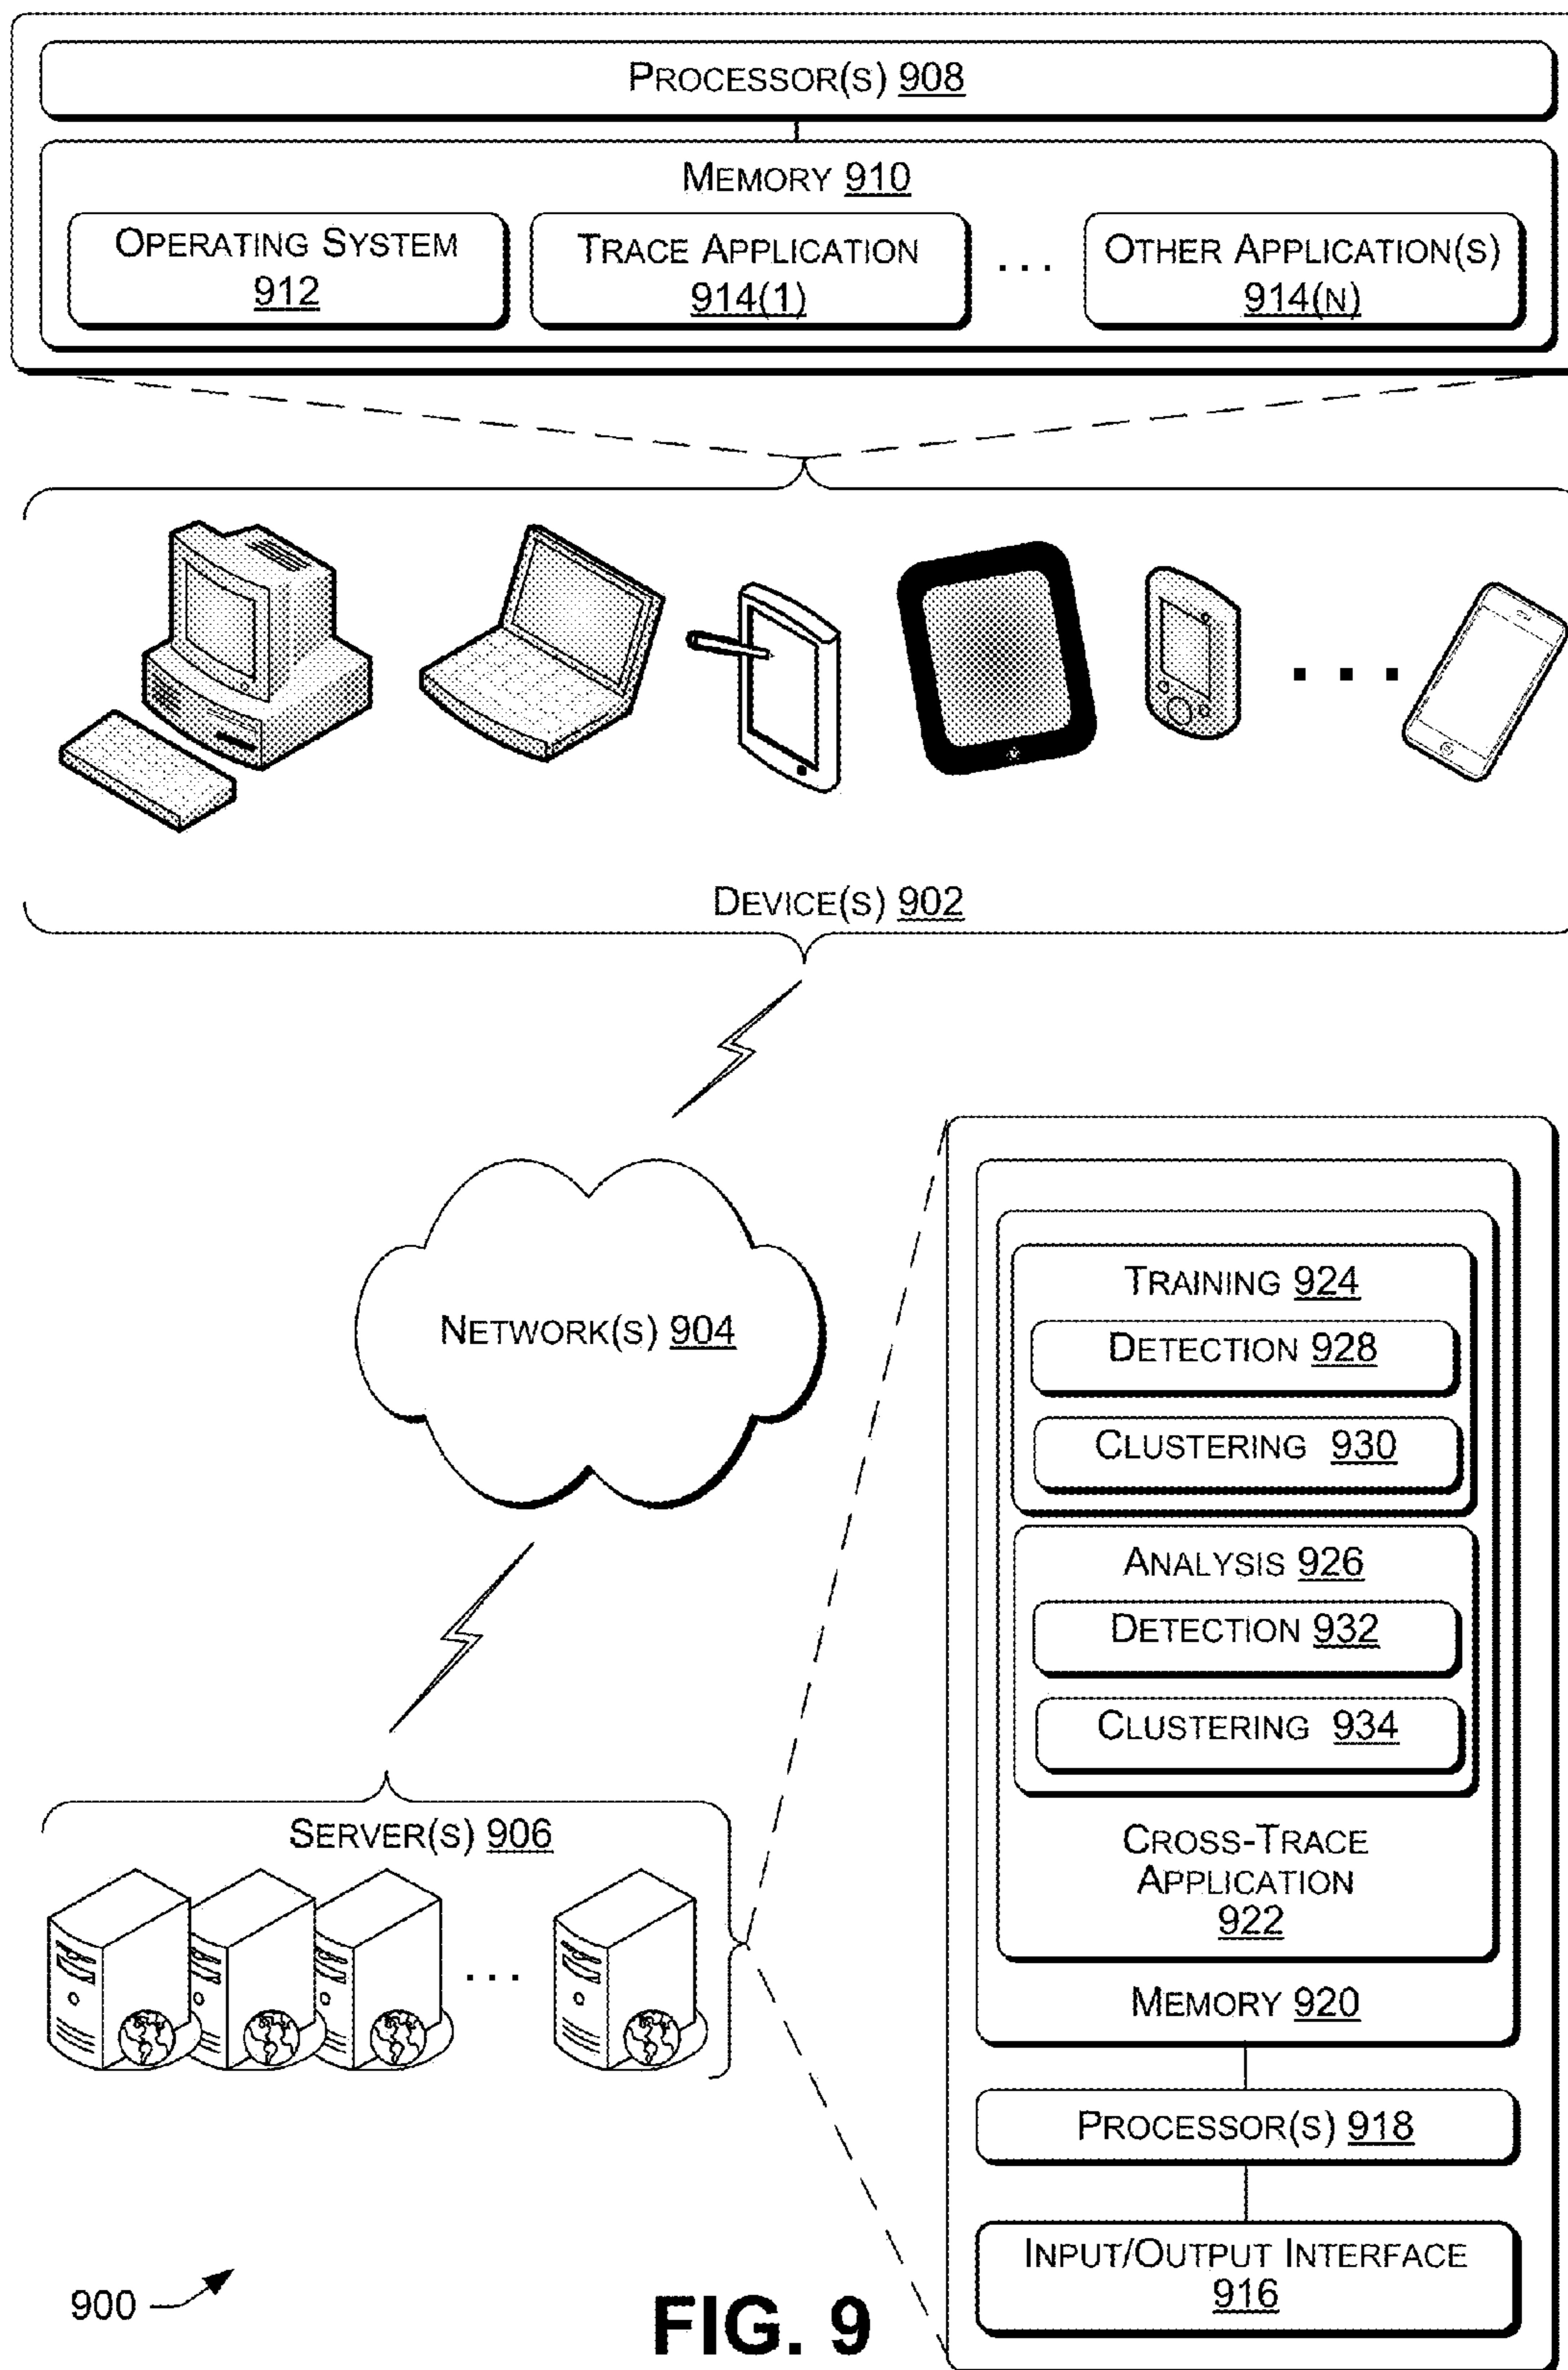 PROCESSOR(S) 908
MEMORY 910
OPERATING SYSTEM
912
TRACE APPLICATION
914(1)
...
OTHER APPLICATION(S)
914(N)
DEVICE(S) 902
NETWORK(S) 904
SERVER(S) 906
TRAINING 924
DETECTION 928
CLUSTERING 930
ANALYSIS 926
DETECTION 932
CLUSTERING 934
CROSS-TRACE
APPLICATION
922
MEMORY 920
PROCESSOR(S) 918
INPUT/OUTPUT INTERFACE
916
900
FIG. 9